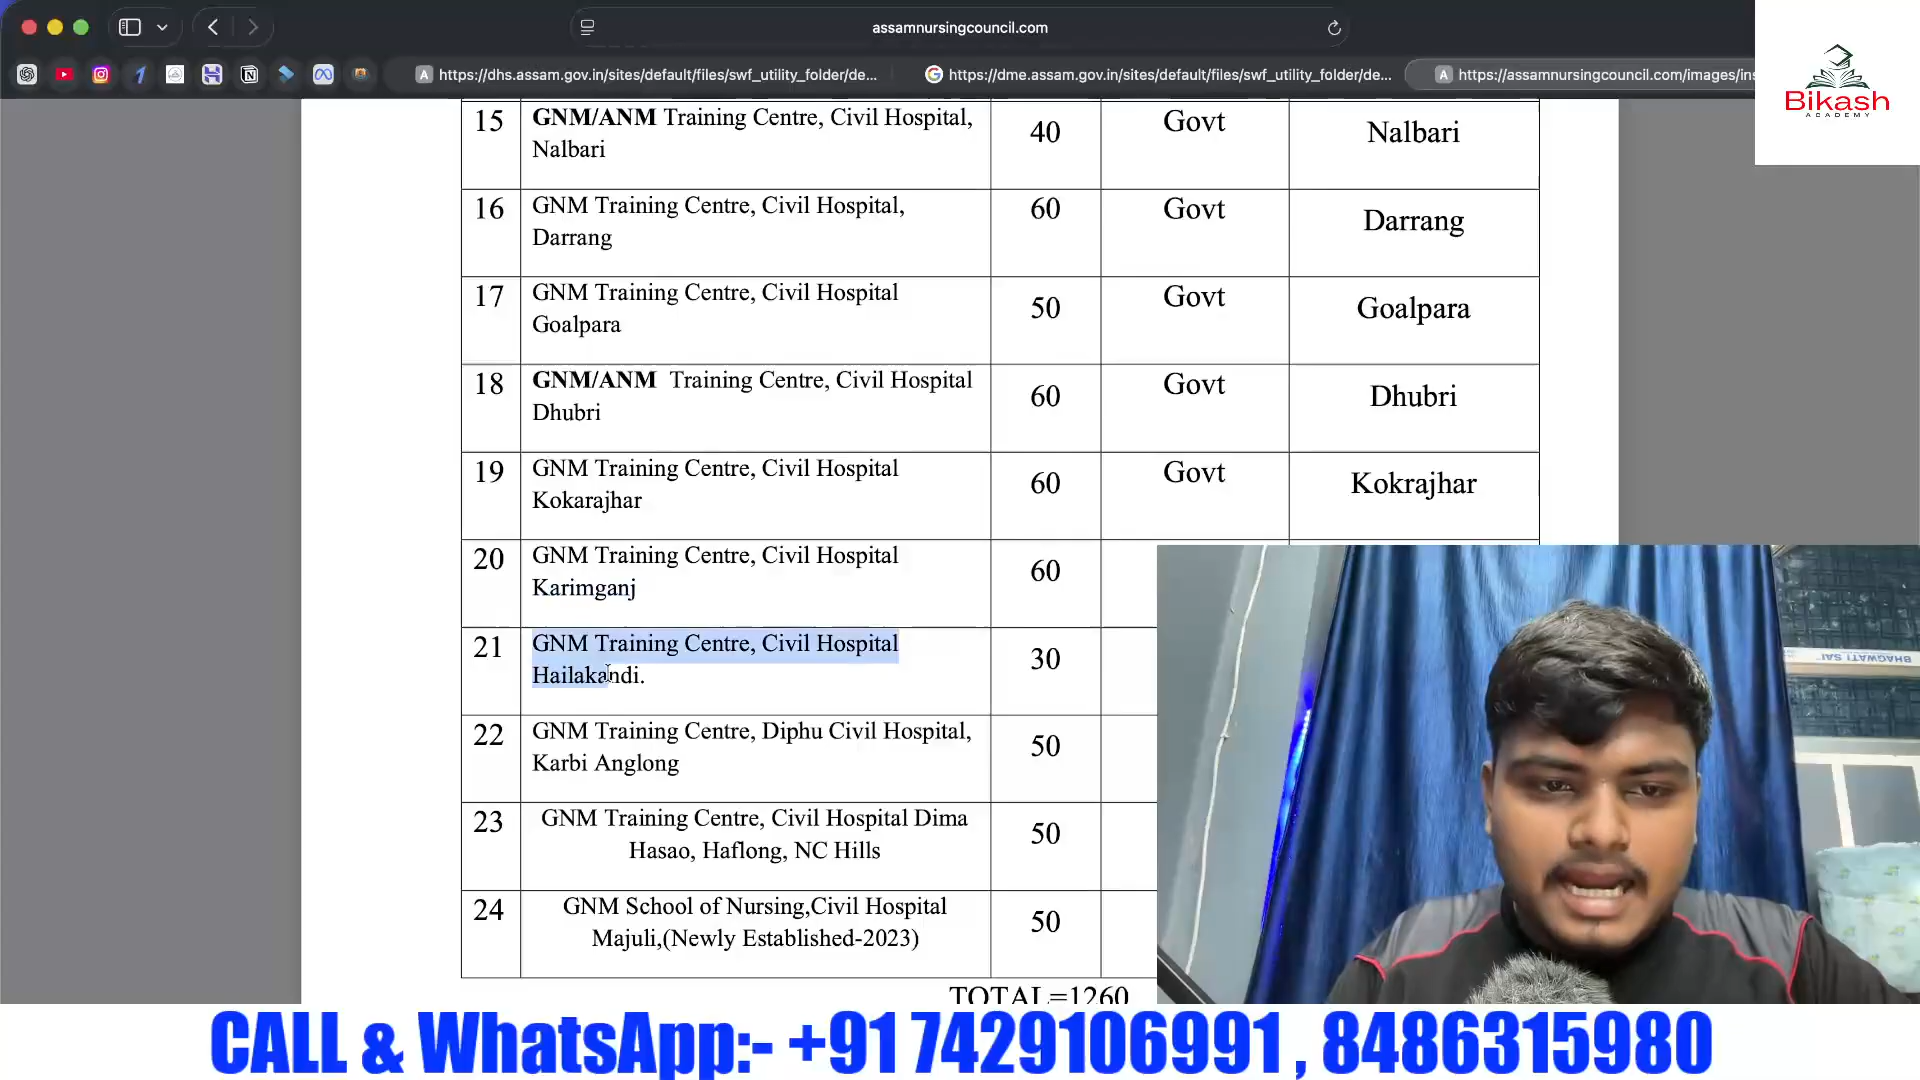 assamnursingcouncil.com
https://dhs.assam.gov.in/sites/default/files/swf_utility_folder/de...
https://dme.assam.gov.in/sites/default/files/swf_utility_folder/de...
https://assamnursingcouncil.com/images/ins
Bikash
ACADEMY
15 GNM/ANM Training Centre, Civil Hospital, 40 Govt Nalbari
Nalbari
16 GNM Training Centre, Civil Hospital, 60 Govt Darrang
Darrang
17 GNM Training Centre, Civil Hospital 50 Govt Goalpara
Goalpara
18 GNM/ANM Training Centre, Civil Hospital 60 Govt Dhubri
Dhubri
19 GNM Training Centre, Civil Hospital 60 Govt Kokrajhar
Kokarajhar
20 GNM Training Centre, Civil Hospital 60
Karimganj
21 GNM Training Centre, Civil Hospital 30
Hailakandi.
22 GNM Training Centre, Diphu Civil Hospital, 50
Karbi Anglong
23 GNM Training Centre, Civil Hospital Dima 50
Hasao, Haflong, NC Hills
24 GNM School of Nursing,Civil Hospital 50
Majuli,(Newly Established-2023)
TOTAL=1260
CALL & WhatsApp:- +91 7429106991 , 8486315980